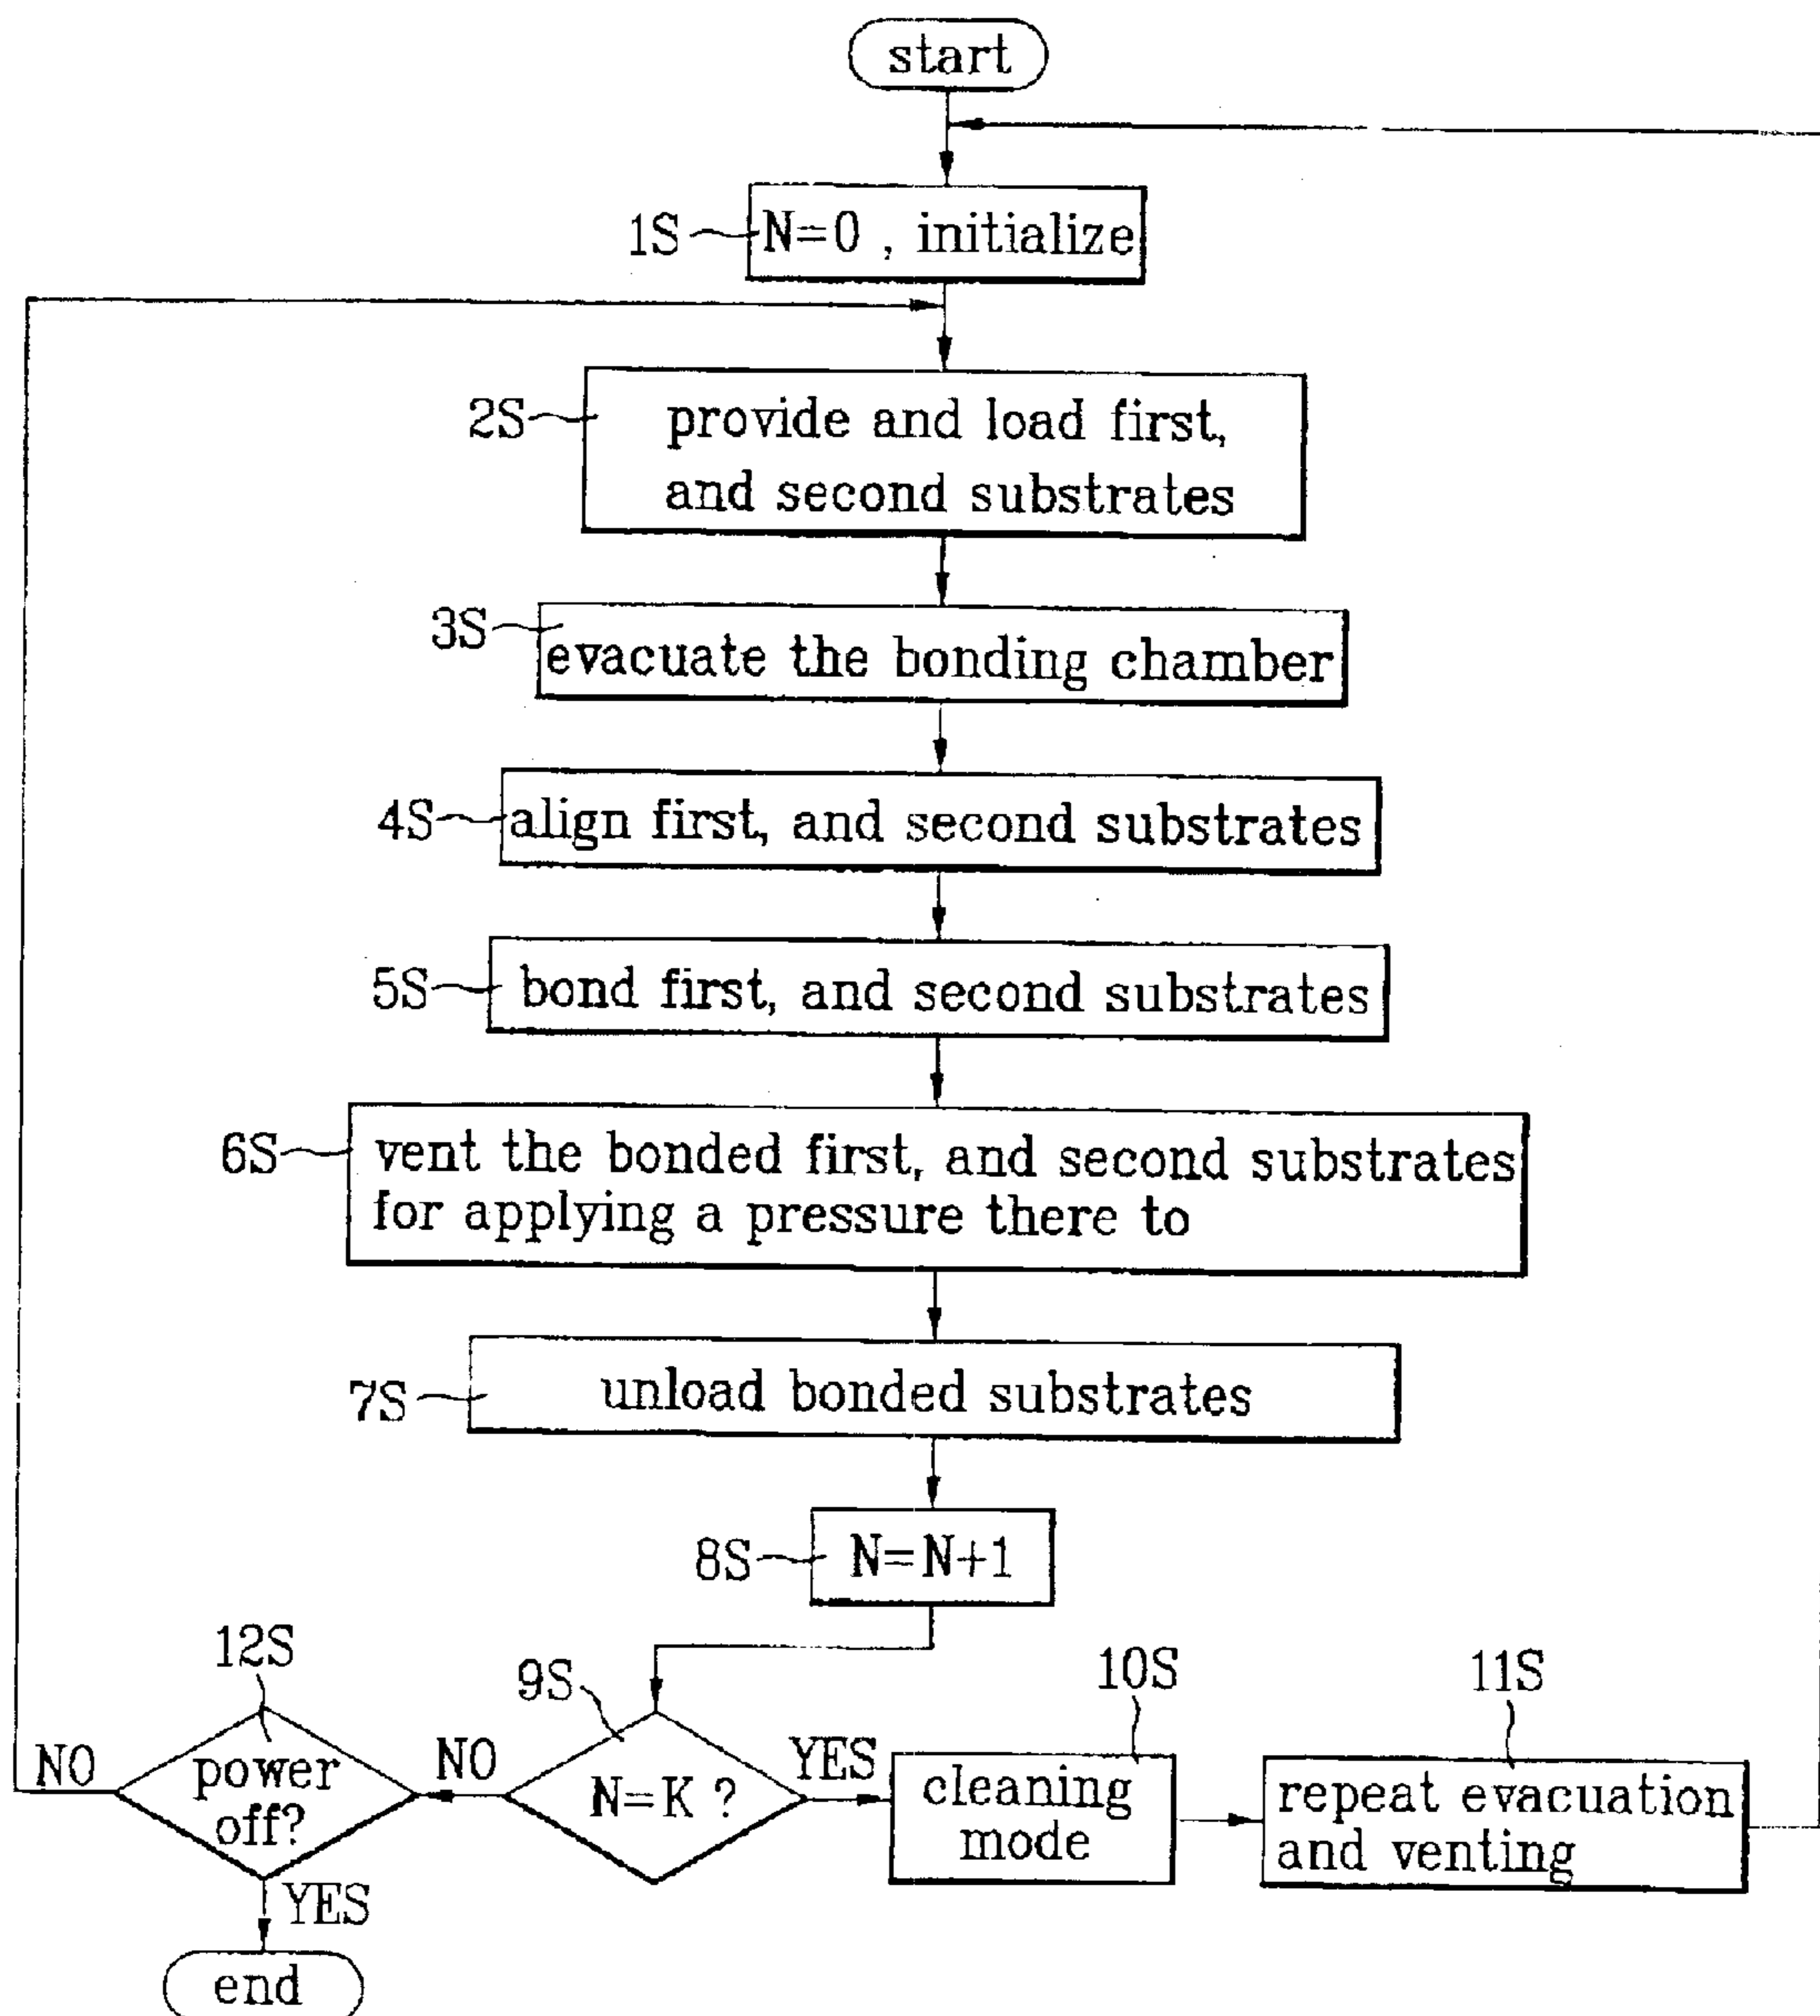 start
1S
N=0 , initialize
2S
provide and load first,
and second substrates
3S
evacuate the bonding chamber
4S
align first, and second substrates
5S
bond first, and second substrates
6S
vent the bonded first, and second substrates
for applying a pressure there to
7S
unload bonded substrates
8S
N=N+1
12S
9S
10S
11S
NO
power
off?
NO
N=K ?
YES
cleaning
mode
repeat evacuation
and venting
YES
end